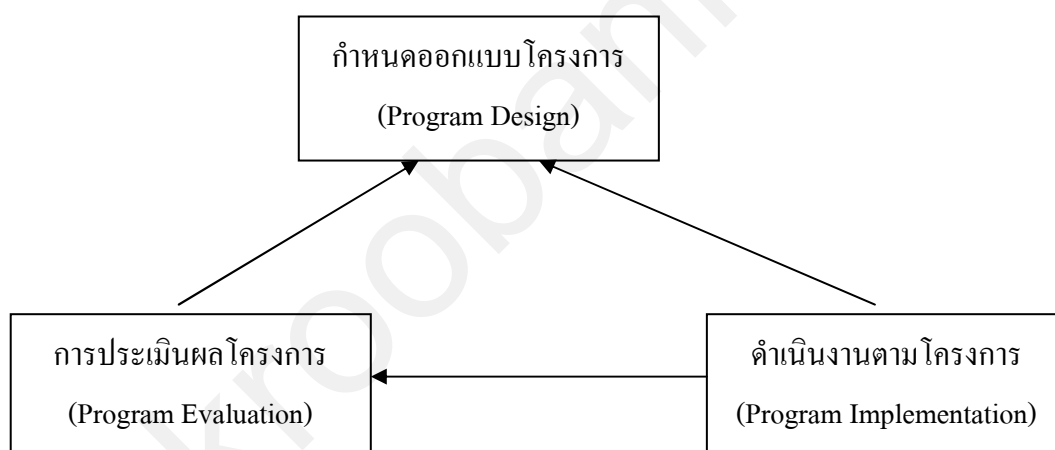 กำหนดออกแบบโครงการ
(Program Design)
การประเมินผลโครงการ
(Program Evaluation)
ดำเนินงานตามโครงการ
(Program Implementation)